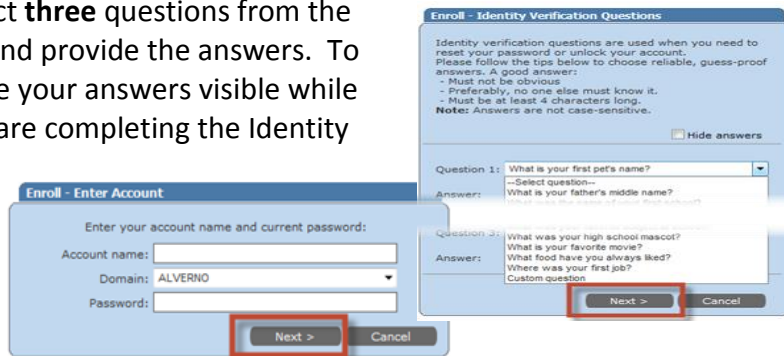 ct three questions from the
nd provide the answers. To
e your answers visible while
are completing the Identity
Enroll - Enter Account
Enter your account name and current password:
Account name:
Domain: ALVERNO
Password:
Next > Cancel
Enroll - Identity Verification Questions
Identity verification questions are used when you need to
reset your password or unlock your account.
Please follow the tips below to choose reliable, guess-proof
answers. A good answer:
- Must not be obvious
- Preferably, no one else must know it.
- Must be at least 4 characters long.
Note: Answers are not case-sensitive.
Hide answers
Question 1: What is your first pet's name?
--Select question--
Answer: What is your father's middle name?
Question 3:
What was your high school mascot?
What is your favorite movie?
Answer: What food have you always liked?
Where was your first job?
Custom question
Next > Cancel